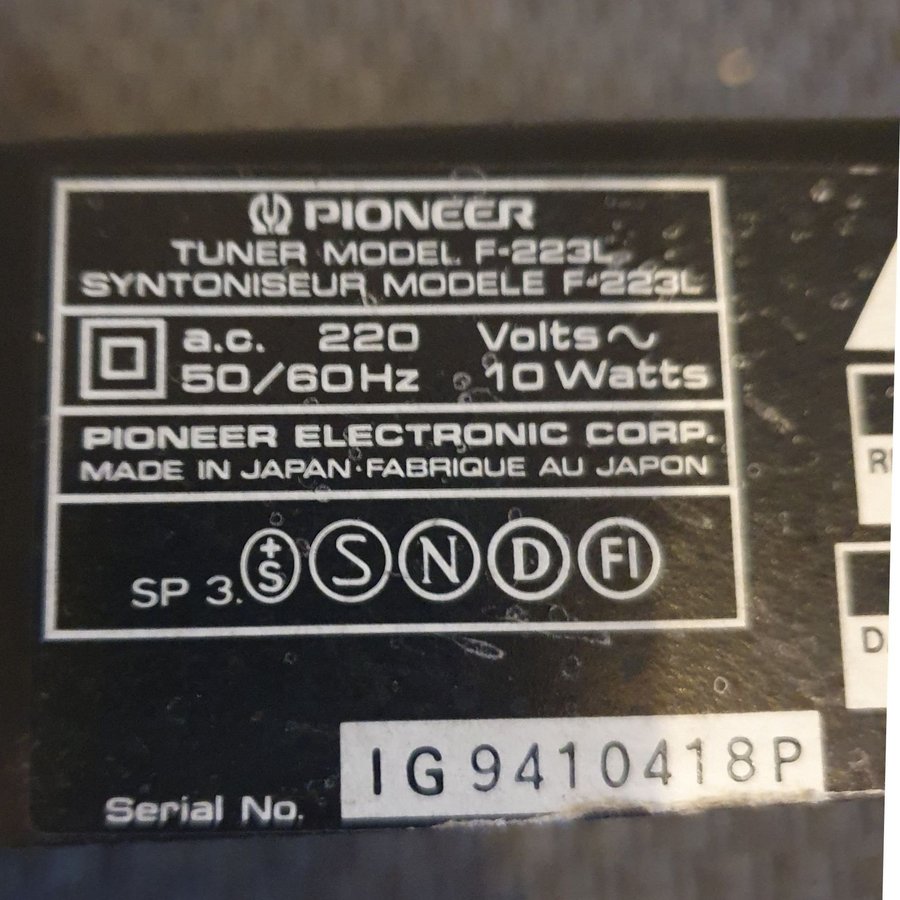 PIONEER
TUNER MODEL F-223L
SYNTONISEUR MODELE F-223L
a.c. 220 Volts ~
50/60Hz 10 Watts
PIONEER ELECTRONIC CORP.
MADE IN JAPAN·FABRIQUE AU JAPON
SP 3. +S S N D FI
Serial No. IG9410418P